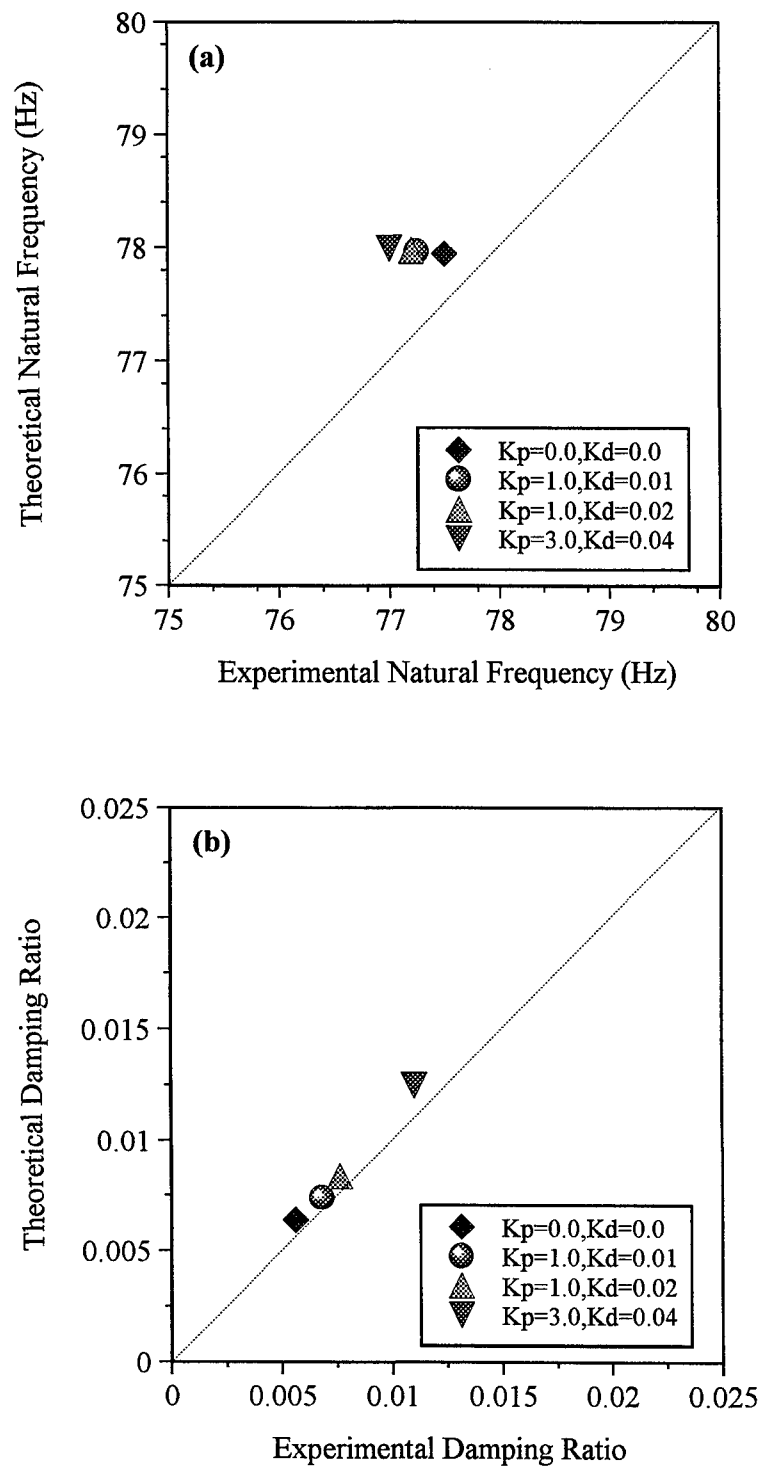 (a)
Theoretical Natural Frequency (Hz)
80
79
78
77
76
75
75 76 77 78 79 80
Experimental Natural Frequency (Hz)
Kp=0.0,Kd=0.0
Kp=1.0,Kd=0.01
Kp=1.0,Kd=0.02
Kp=3.0,Kd=0.04
(b)
Theoretical Damping Ratio
0.025
0.02
0.015
0.01
0.005
0
0 0.005 0.01 0.015 0.02 0.025
Experimental Damping Ratio
Kp=0.0,Kd=0.0
Kp=1.0,Kd=0.01
Kp=1.0,Kd=0.02
Kp=3.0,Kd=0.04